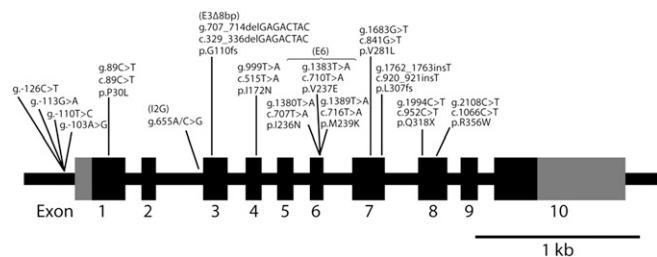 g.-126C>T
g.-113G>A
g.-110T>C
g.-103A>G
g.89C>T
c.89C>T
p.P30L
(I2G)
g.655A/C>G
(E3Δ8bp)
g.707_714delGAGACTAC
c.329_336delGAGACTAC
p.G110fs
g.999T>A
c.515T>A
p.I172N
(E6)
g.1383T>A
c.710T>A
p.V237E
g.1380T>A
c.707T>A
p.I236N
g.1389T>A
c.716T>A
p.M239K
g.1683G>T
c.841G>T
p.V281L
g.1762_1763insT
c.920_921insT
p.L307fs
g.1994C>T
c.952C>T
p.Q318X
g.2108C>T
c.1066C>T
p.R356W
Exon 1 2 3 4 5 6 7 8 9 10
1 kb